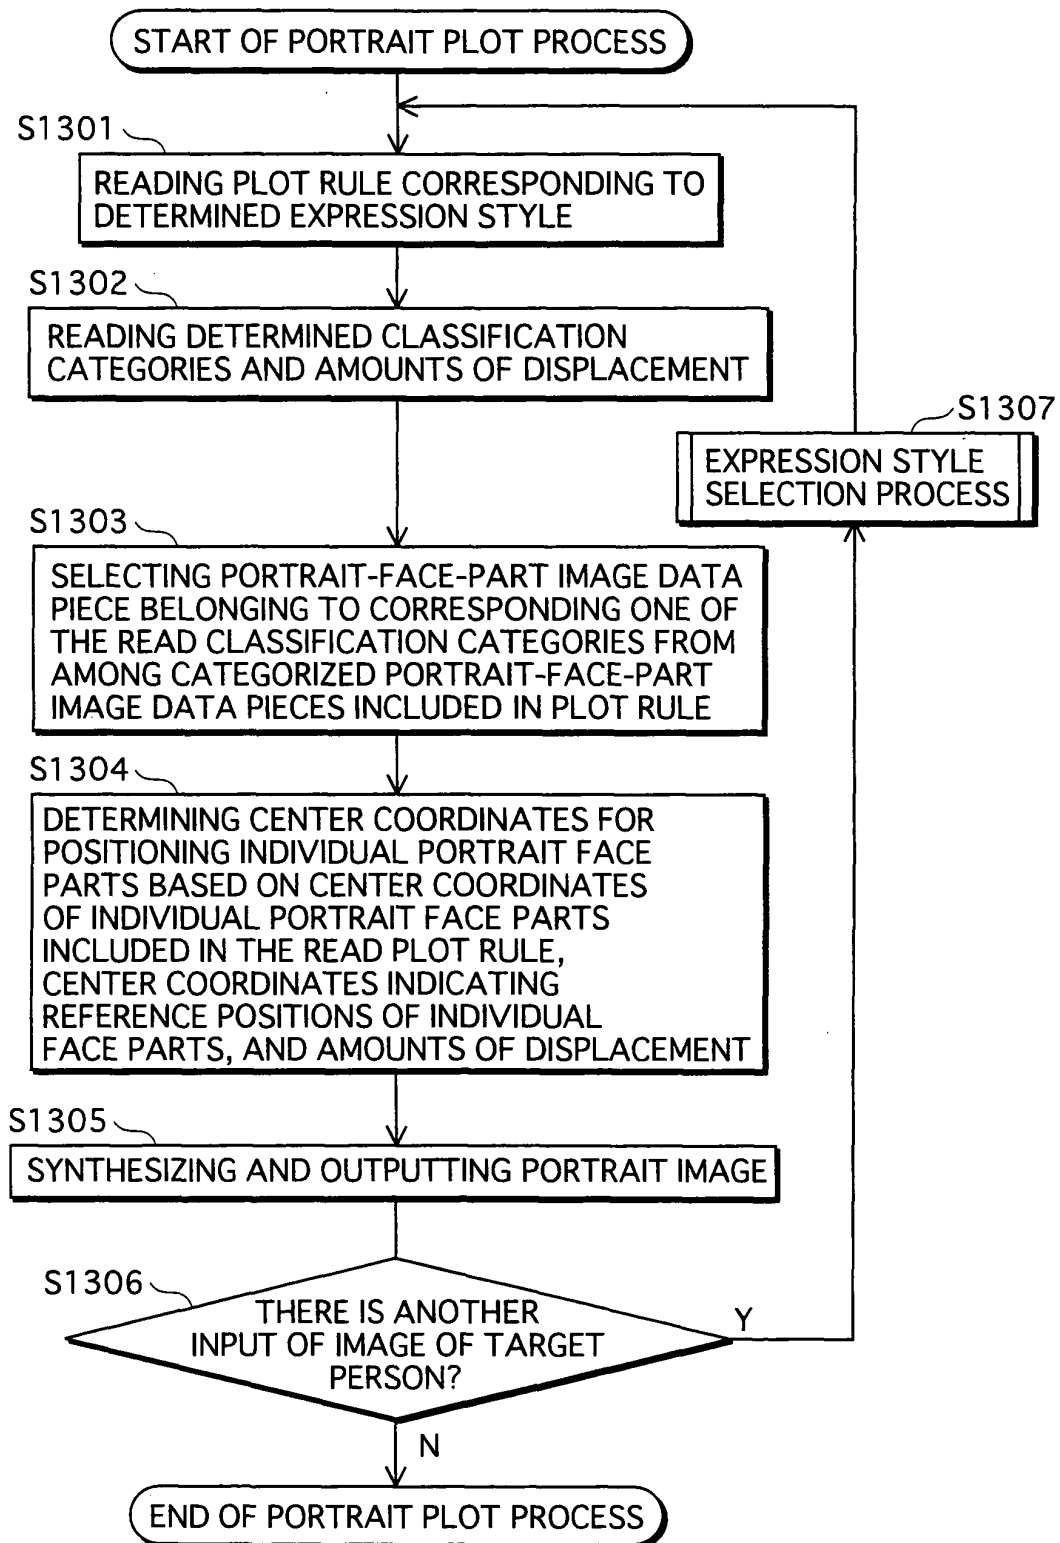 START OF PORTRAIT PLOT PROCESS
S1301
READING PLOT RULE CORRESPONDING TO
DETERMINED EXPRESSION STYLE
S1302
READING DETERMINED CLASSIFICATION
CATEGORIES AND AMOUNTS OF DISPLACEMENT
S1307
EXPRESSION STYLE
SELECTION PROCESS
S1303
SELECTING PORTRAIT-FACE-PART IMAGE DATA
PIECE BELONGING TO CORRESPONDING ONE OF
THE READ CLASSIFICATION CATEGORIES FROM
AMONG CATEGORIZED PORTRAIT-FACE-PART
IMAGE DATA PIECES INCLUDED IN PLOT RULE
S1304
DETERMINING CENTER COORDINATES FOR
POSITIONING INDIVIDUAL PORTRAIT FACE
PARTS BASED ON CENTER COORDINATES
OF INDIVIDUAL PORTRAIT FACE PARTS
INCLUDED IN THE READ PLOT RULE,
CENTER COORDINATES INDICATING
REFERENCE POSITIONS OF INDIVIDUAL
FACE PARTS, AND AMOUNTS OF DISPLACEMENT
S1305
SYNTHESIZING AND OUTPUTTING PORTRAIT IMAGE
S1306
THERE IS ANOTHER
INPUT OF IMAGE OF TARGET
PERSON?
Y
N
END OF PORTRAIT PLOT PROCESS